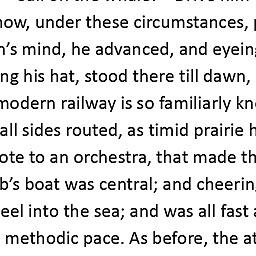 now, under these circumstances,
n's mind, he advanced, and eyein
ng his hat, stood there till dawn,
modern railway is so familiarly kn
all sides routed, as timid prairie h
ote to an orchestra, that made th
b's boat was central; and cheerin
eel into the sea; and was all fast a
methodic pace. As before, the at